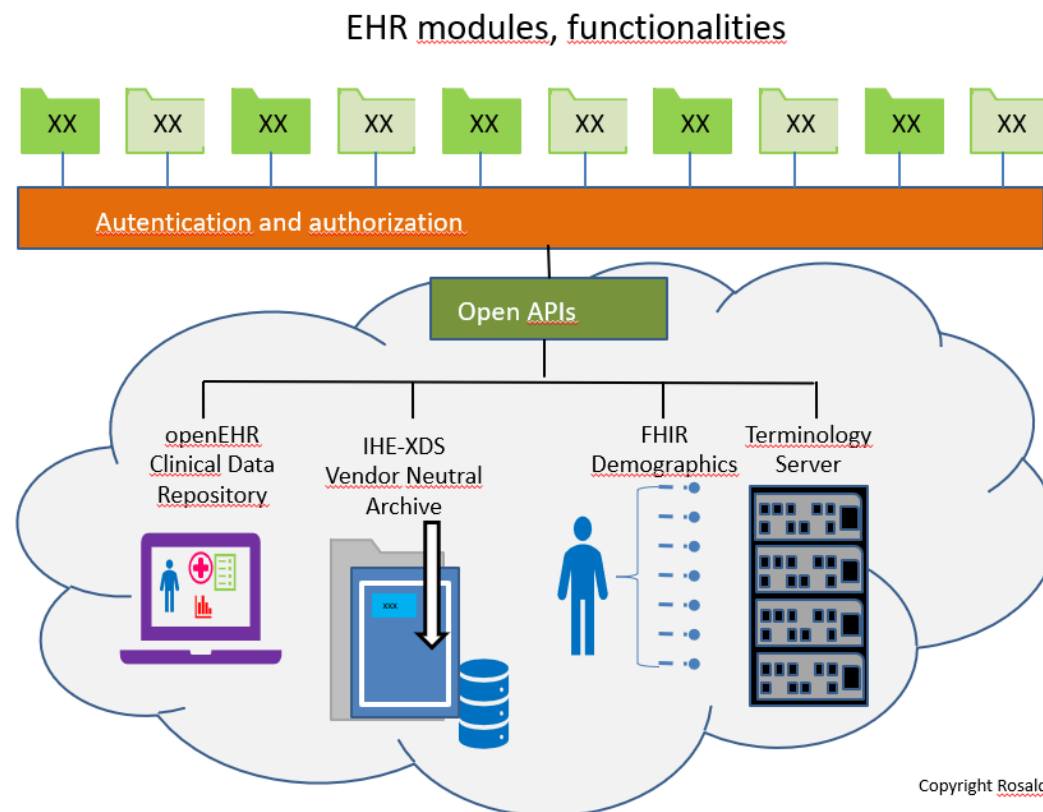 EHR modules, functionalities
XX XX XX XX XX XX XX XX XX XX
Autentication and authorization
Open APIs
openEHR
Clinical Data
Repository
IHE-XDS
Vendor Neutral
Archive
FHIR
Demographics
Terminology
Server
xxx
Copyright Rosald